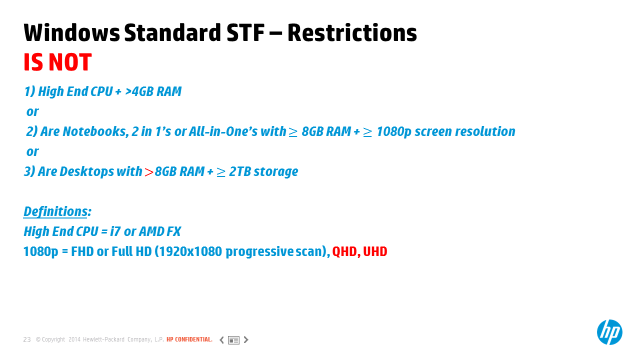 Windows Standard STF – Restrictions
IS NOT
1) High End CPU + >4GB RAM
or
2) Are Notebooks, 2 in 1's or All-in-One's with ≥ 8GB RAM + ≥ 1080p screen resolution
or
3) Are Desktops with >8GB RAM + ≥ 2TB storage
Definitions:
High End CPU = i7 or AMD FX
1080p = FHD or Full HD (1920x1080 progressive scan), QHD, UHD
23 © Copyright 2014 Hewlett-Packard Company, L.P. HP CONFIDENTIAL.
hp